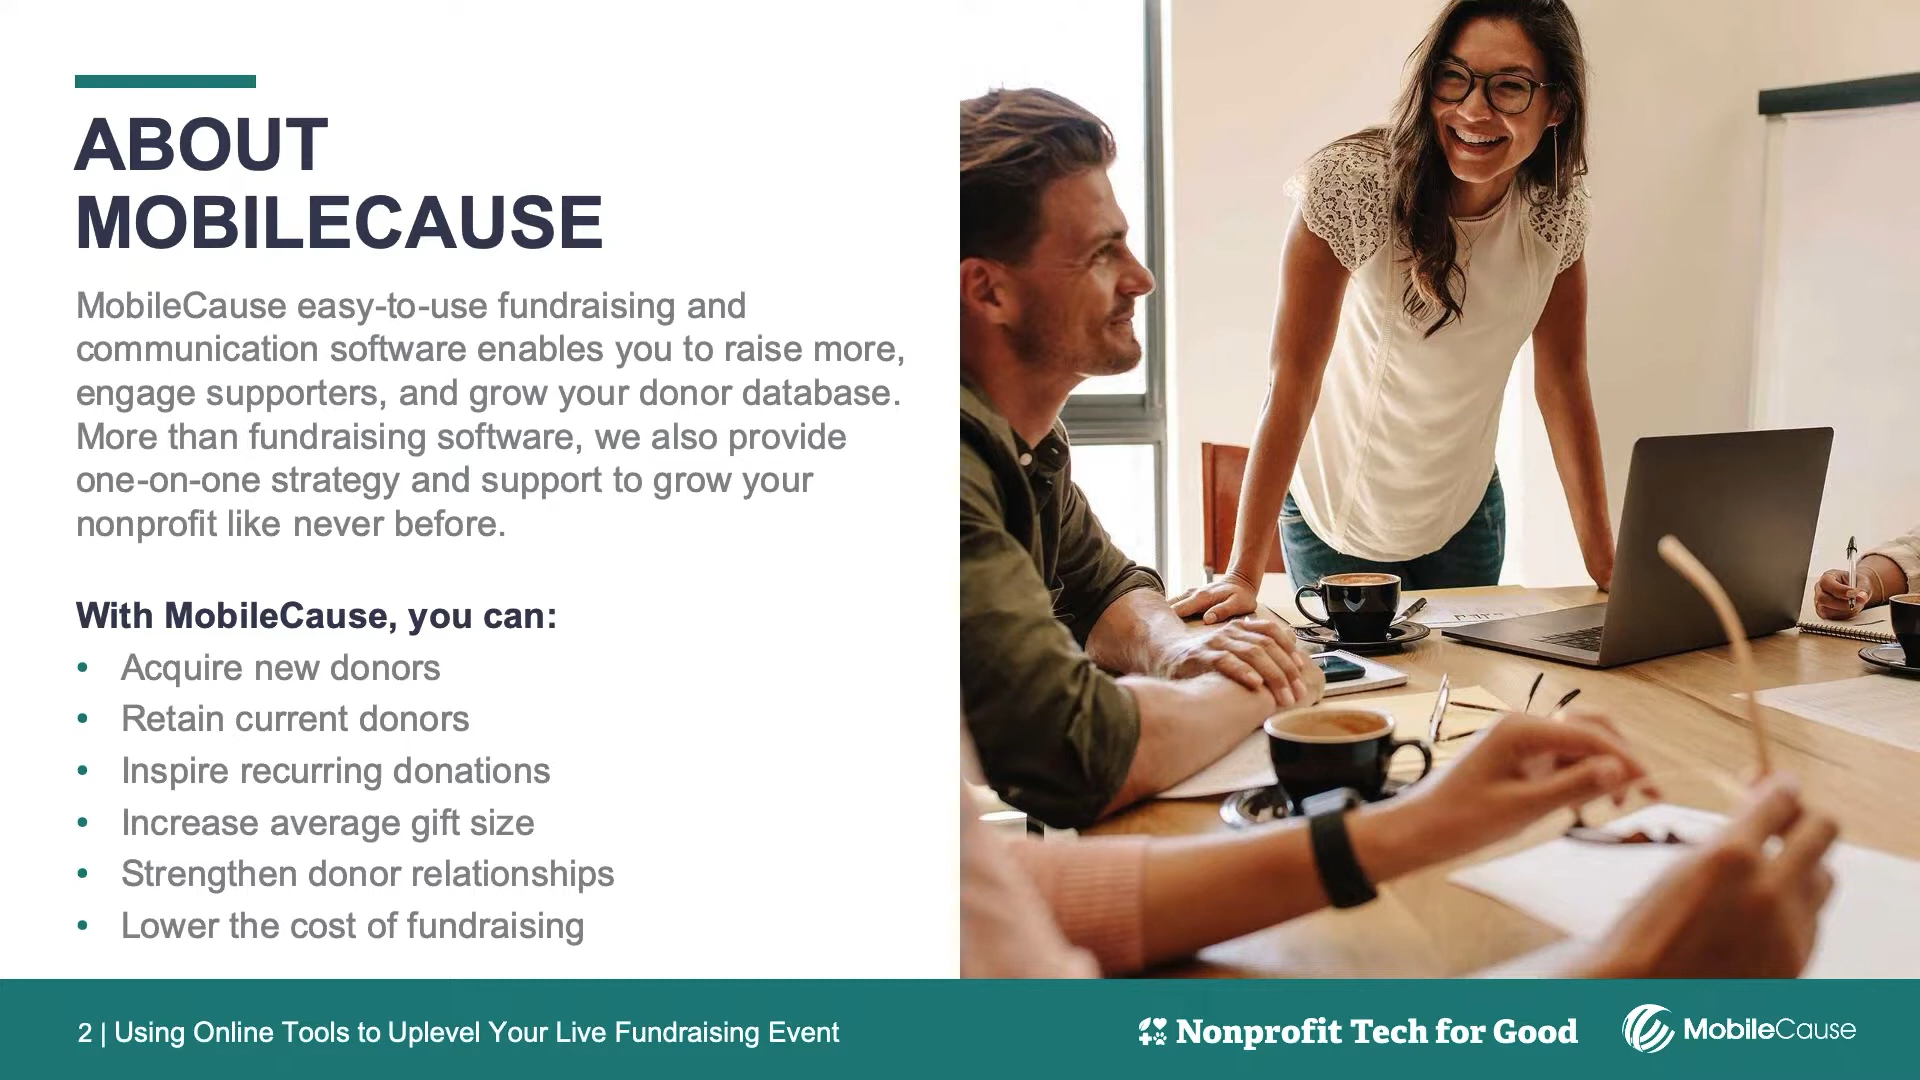 ABOUT
MOBILECAUSE
MobileCause easy-to-use fundraising and
communication software enables you to raise more,
engage supporters, and grow your donor database.
More than fundraising software, we also provide
one-on-one strategy and support to grow your
nonprofit like never before.
With MobileCause, you can:
• Acquire new donors
• Retain current donors
• Inspire recurring donations
• Increase average gift size
• Strengthen donor relationships
• Lower the cost of fundraising
2 | Using Online Tools to Uplevel Your Live Fundraising Event
Nonprofit Tech for Good
MobileCause